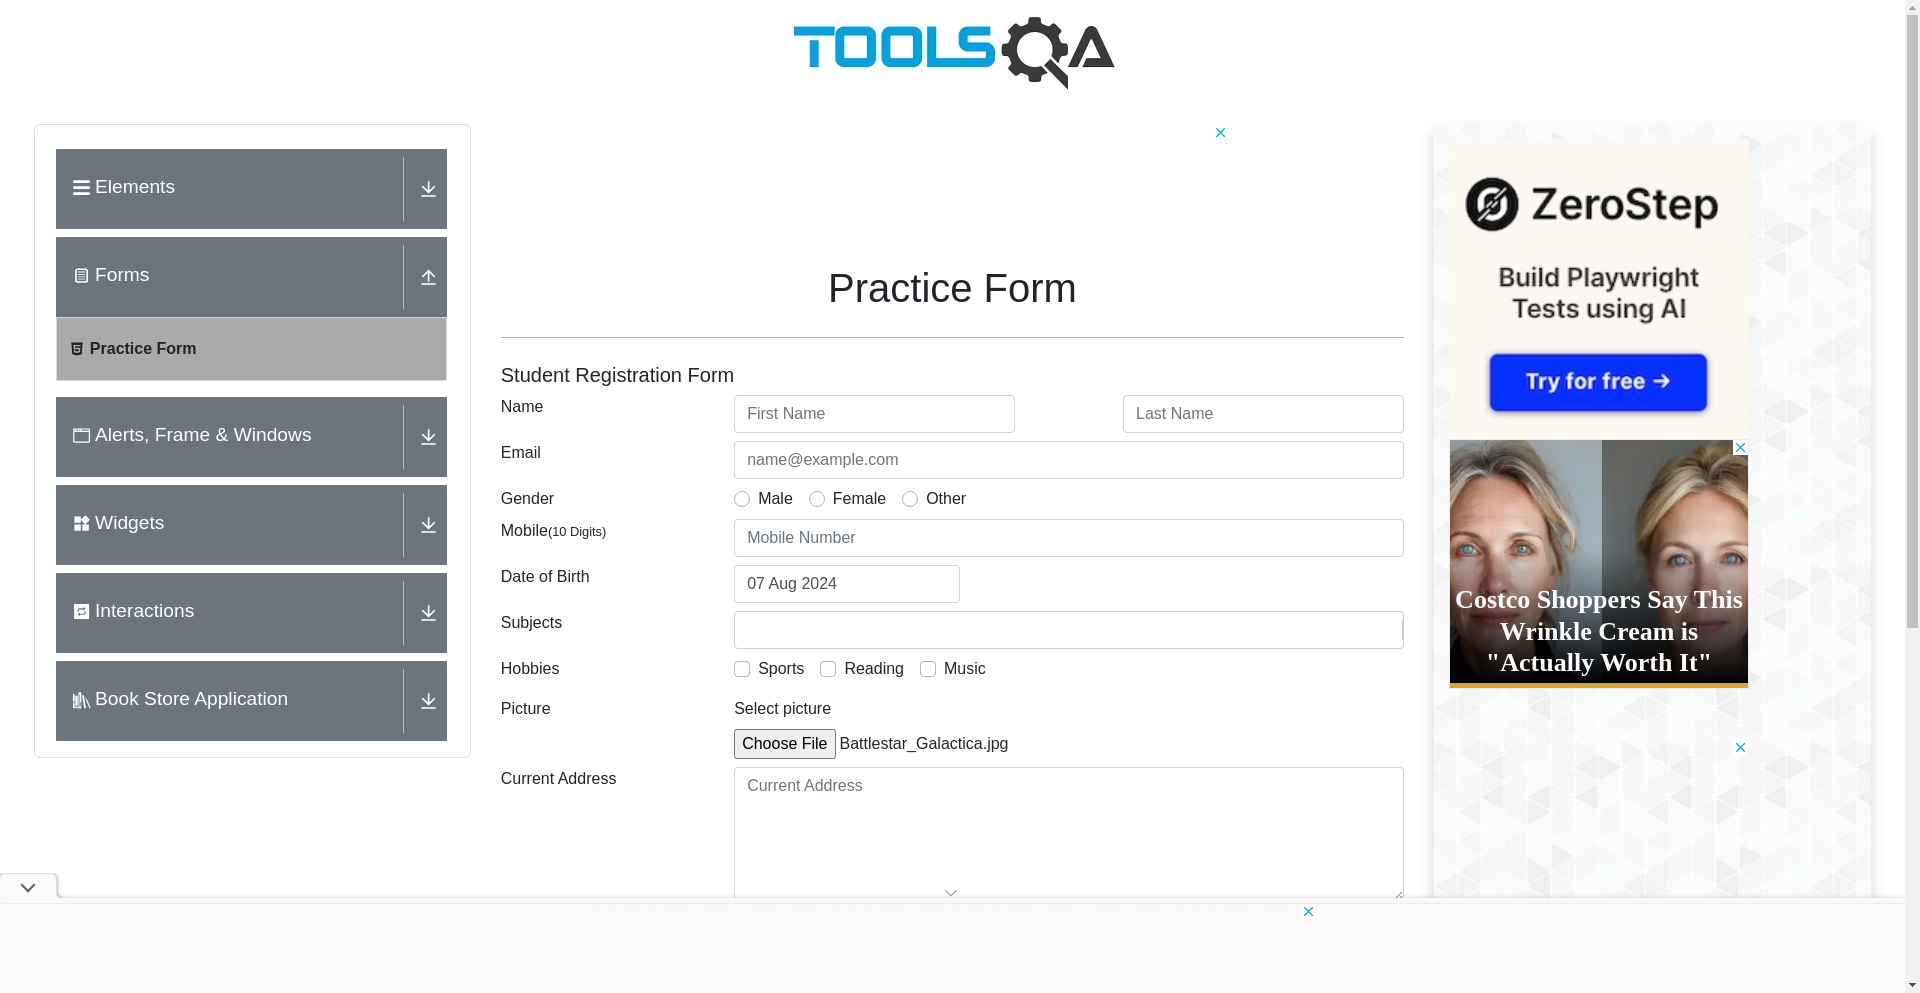 TOOLSQA
Elements
Forms
Practice Form
Alerts, Frame & Windows
Widgets
Interactions
Book Store Application
Practice Form
Student Registration Form
Name
First Name
Last Name
Email
name@example.com
Gender
Male
Female
Other
Mobile(10 Digits)
Mobile Number
Date of Birth
07 Aug 2024
Subjects
Hobbies
Sports
Reading
Music
Picture
Select picture
Choose File
Battlestar_Galactica.jpg
Current Address
Current Address
ZeroStep
Build Playwright
Tests using AI
Try for free →
Costco Shoppers Say This
Wrinkle Cream is
"Actually Worth It"